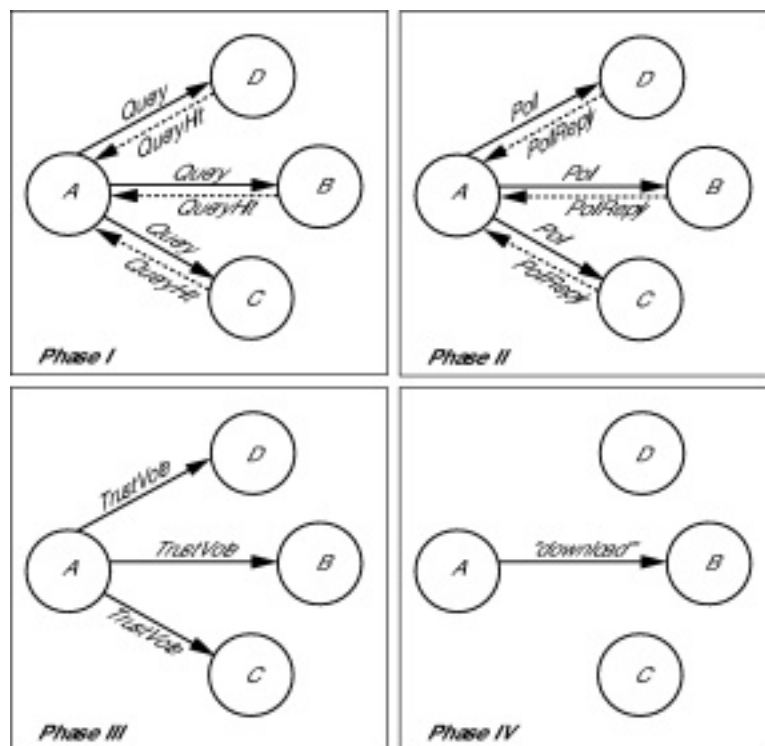 D
Query
QueryHit
A
Query
B
QueryHit
Query
QueryHit
C
Phase I
D
Poll
PollReply
A
Poll
B
PollReply
Poll
PollReply
C
Phase II
D
TrustVote
A
TrustVote
B
TrustVote
C
Phase III
D
A
"download"
B
C
Phase IV